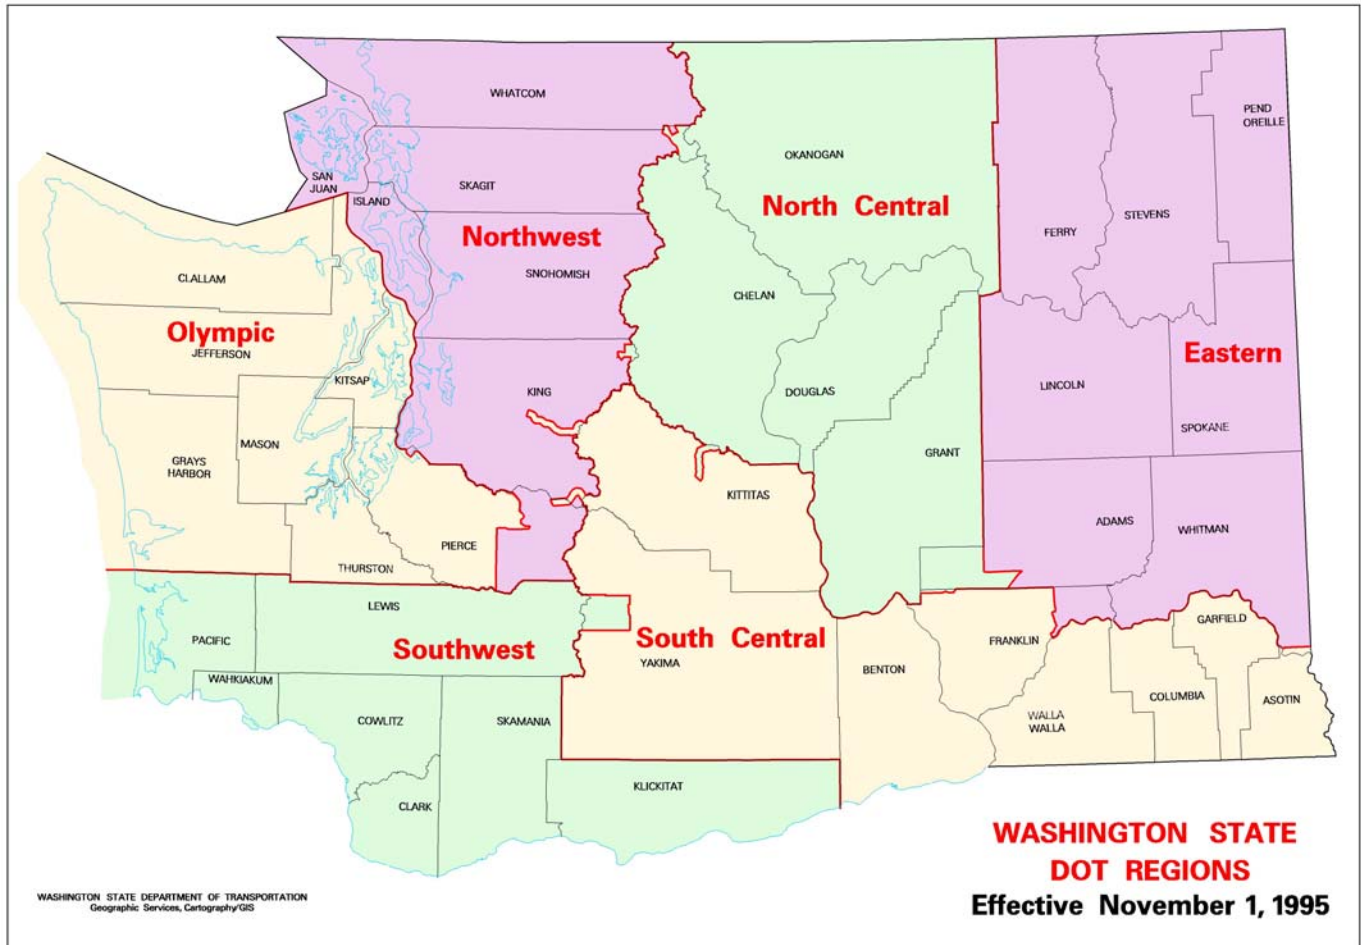 WHATCOM
PEND
OREILLE
OKANOGAN
SAN
JUAN
SKAGIT
ISLAND
North Central
STEVENS
FERRY
Northwest
SNOHOMISH
CLALLAM
CHELAN
Olympic
JEFFERSON
Eastern
KITSAP
KING
DOUGLAS
LINCOLN
SPOKANE
MASON
GRAYS
HARBOR
GRANT
KITTITAS
ADAMS
WHITMAN
PIERCE
THURSTON
LEWIS
GARFIELD
PACIFIC
Southwest
South Central
YAKIMA
FRANKLIN
BENTON
WAHKIAKUM
COLUMBIA
ASOTIN
COWLITZ
SKAMANIA
WALLA
WALLA
KLICKITAT
CLARK
WASHINGTON STATE
DOT REGIONS
Effective November 1, 1995
WASHINGTON STATE DEPARTMENT OF TRANSPORTATION
Geographic Services, Cartography/GIS